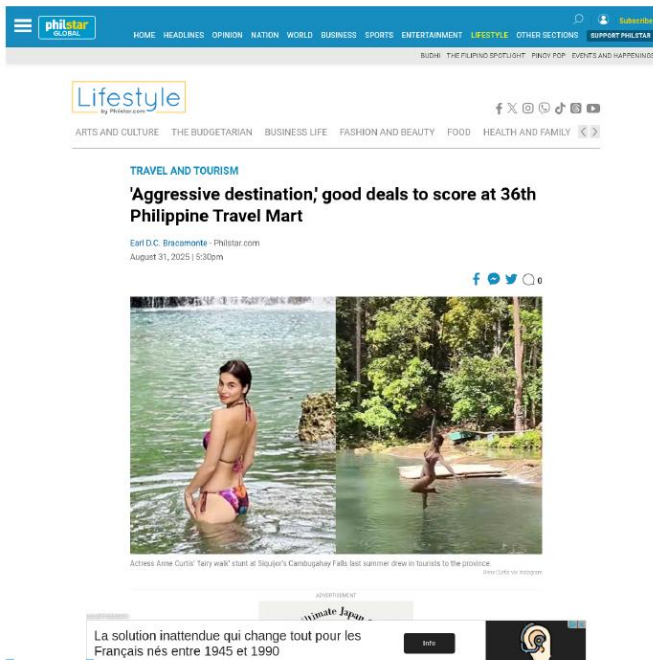 philstar
GLOBAL
HOME HEADLINES OPINION NATION WORLD BUSINESS SPORTS ENTERTAINMENT LIFESTYLE OTHER SECTIONS
Subscribe
SUPPORT PHILSTAR
BUDHI THE FILIPINO SPOTLIGHT PINOY POP EVENTS AND HAPPENINGS
Lifestyle
by Philstar.com
ARTS AND CULTURE THE BUDGETARIAN BUSINESS LIFE FASHION AND BEAUTY FOOD HEALTH AND FAMILY
TRAVEL AND TOURISM
'Aggressive destination,' good deals to score at 36th
Philippine Travel Mart
Earl D.C. Bracamonte - Philstar.com
August 31, 2025 | 5:30pm
0
Actress Anne Curtis' 'fairy walk' stunt at Siquijor's Cambugahay Falls last summer drew in tourists to the province.
Anne Curtis via Instagram
ADVERTISEMENT
Ultimate Japan
La solution inattendue qui change tout pour les
Français nés entre 1945 et 1990
Info